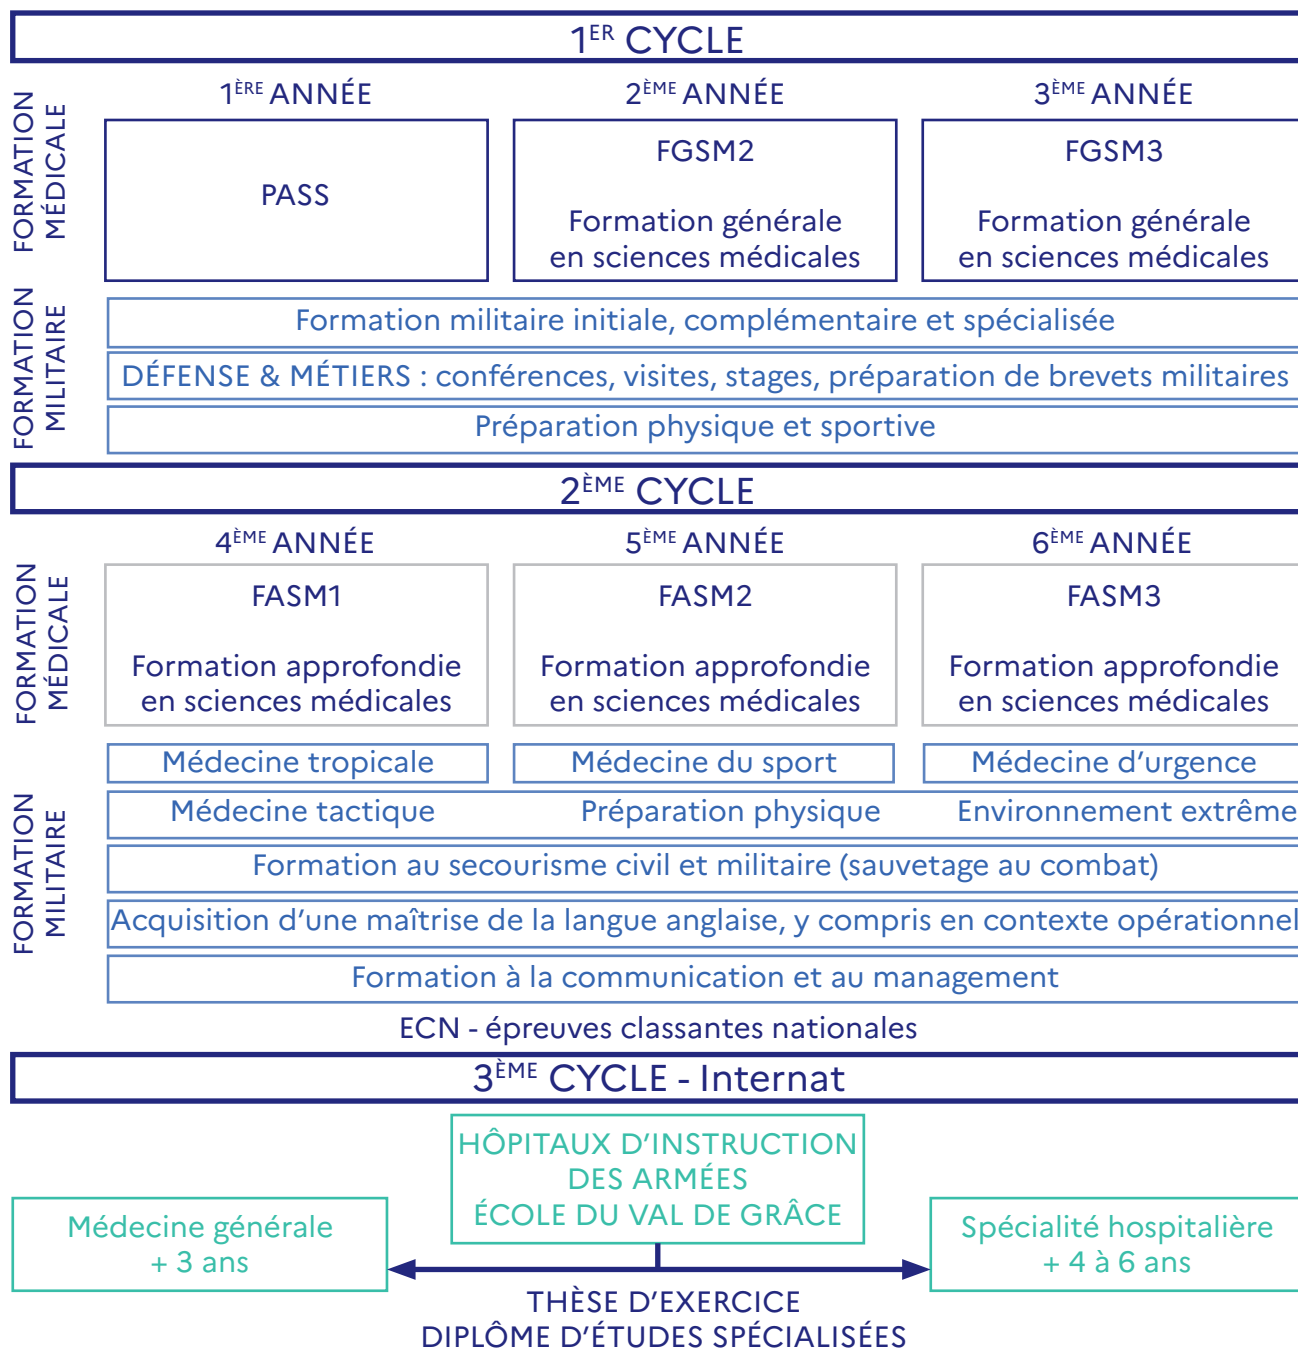 1ER CYCLE
FORMATION
MÉDICALE
1ÈRE ANNÉE
2ÈME ANNÉE
3ÈME ANNÉE
PASS
FGSM2
Formation générale
en sciences médicales
FGSM3
Formation générale
en sciences médicales
FORMATION
MILITAIRE
Formation militaire initiale, complémentaire et spécialisée
DÉFENSE & MÉTIERS : conférences, visites, stages, préparation de brevets militaires
Préparation physique et sportive
2ÈME CYCLE
FORMATION
MÉDICALE
4ÈME ANNÉE
5ÈME ANNÉE
6ÈME ANNÉE
FASM1
Formation approfondie
en sciences médicales
FASM2
Formation approfondie
en sciences médicales
FASM3
Formation approfondie
en sciences médicales
FORMATION
MILITAIRE
Médecine tropicale
Médecine du sport
Médecine d’urgence
Médecine tactique
Préparation physique
Environnement extrême
Formation au secourisme civil et militaire (sauvetage au combat)
Acquisition d’une maîtrise de la langue anglaise, y compris en contexte opérationnel
Formation à la communication et au management
ECN - épreuves classantes nationales
3ÈME CYCLE - Internat
HÔPITAUX D’INSTRUCTION
DES ARMÉES
ÉCOLE DU VAL DE GRÂCE
Médecine générale
+ 3 ans
Spécialité hospitalière
+ 4 à 6 ans
THÈSE D’EXERCICE
DIPLÔME D’ÉTUDES SPÉCIALISÉES